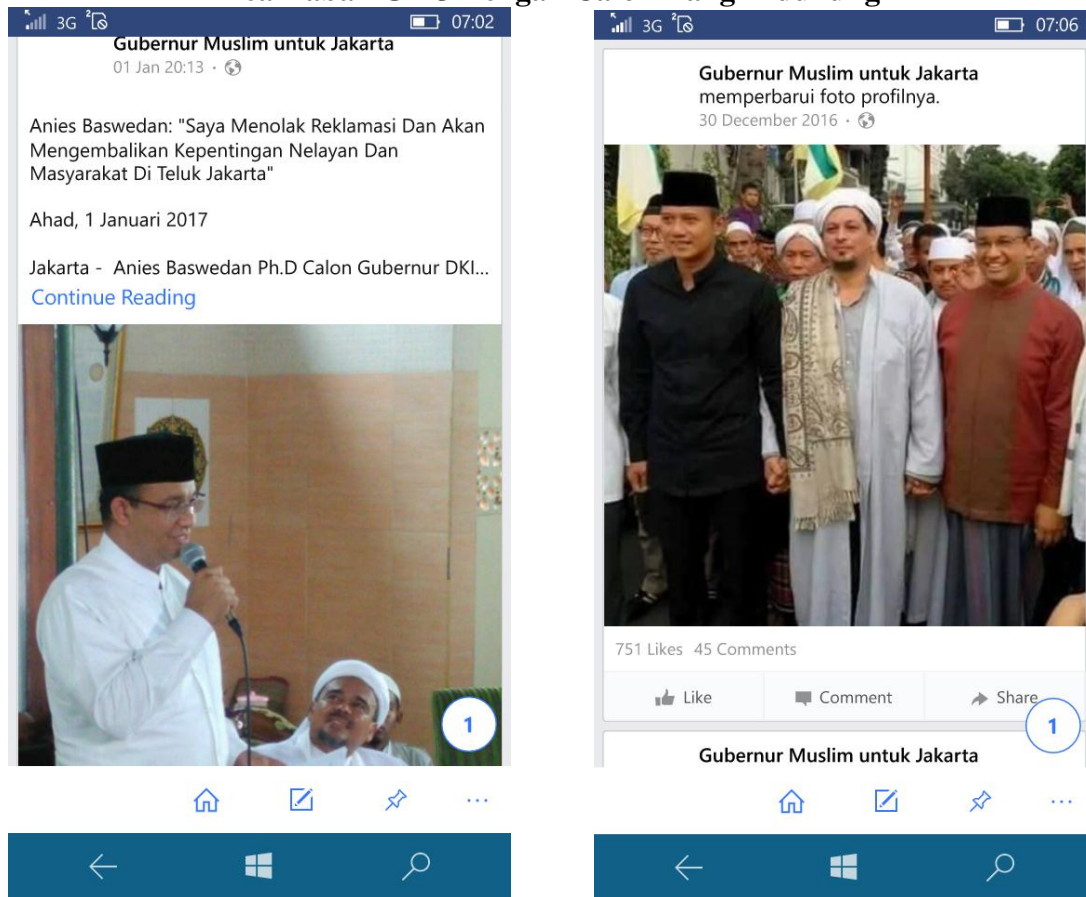 3G
07:02
Gubernur Muslim untuk Jakarta
01 Jan 20:13 ·
Anies Baswedan: "Saya Menolak Reklamasi Dan Akan
Mengembalikan Kepentingan Nelayan Dan
Masyarakat Di Teluk Jakarta"
Ahad, 1 Januari 2017
Jakarta - Anies Baswedan Ph.D Calon Gubernur DKI...
Continue Reading
1
3G
07:06
Gubernur Muslim untuk Jakarta
memperbarui foto profilnya.
30 December 2016 ·
751 Likes 45 Comments
Like Comment Share
1
Gubernur Muslim untuk Jakarta